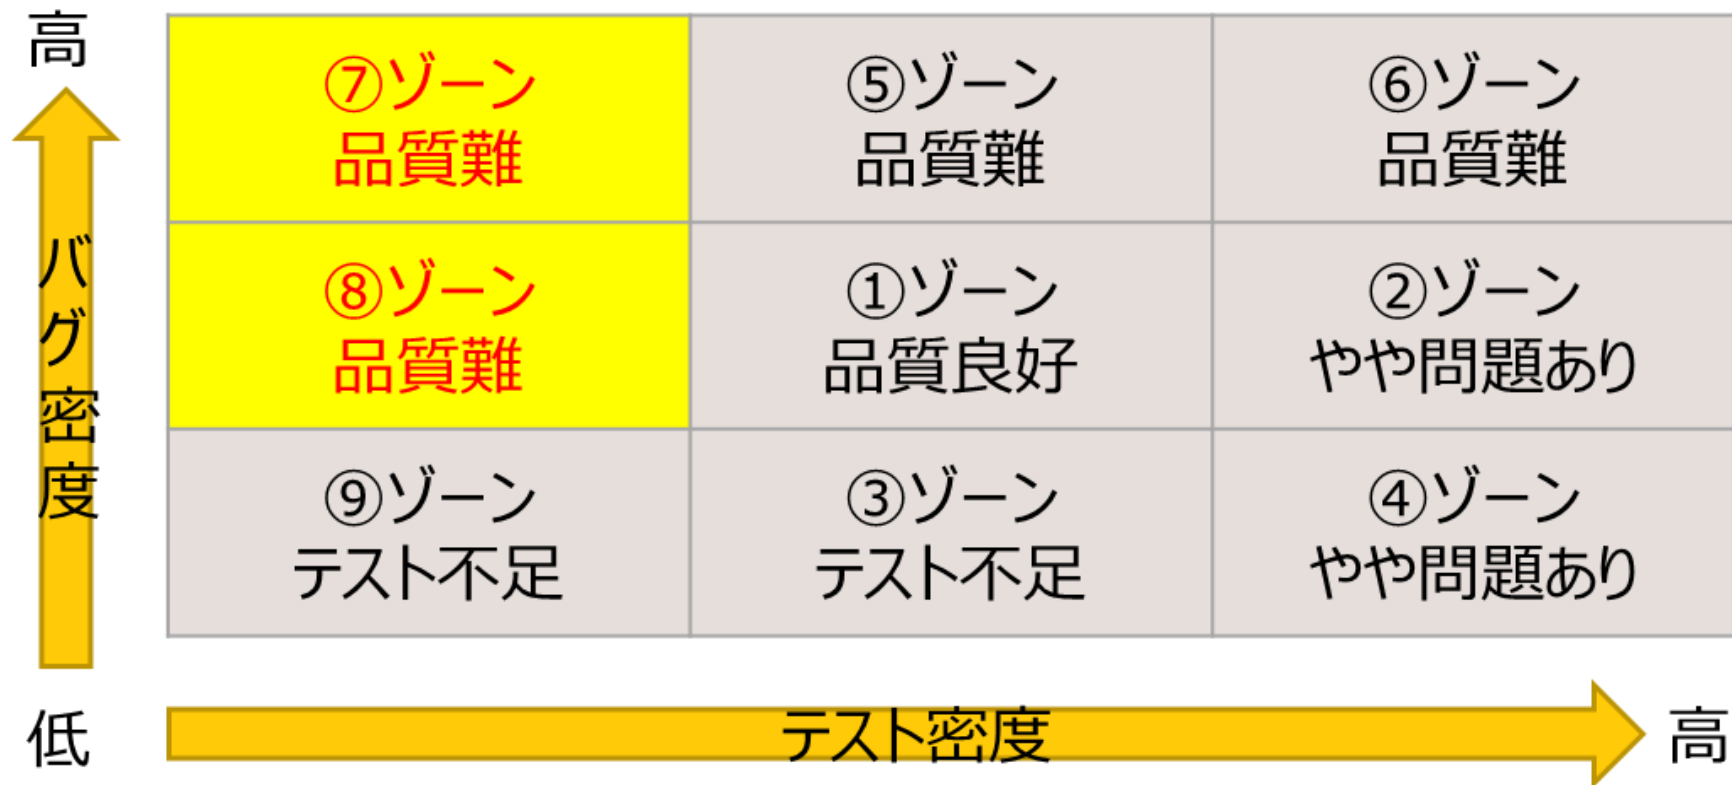 高
⑦ゾーン
品質難
⑤ゾーン
品質難
⑥ゾーン
品質難
バグ密度
⑧ゾーン
品質難
①ゾーン
品質良好
②ゾーン
やや問題あり
⑨ゾーン
テスト不足
③ゾーン
テスト不足
④ゾーン
やや問題あり
低
テスト密度
高